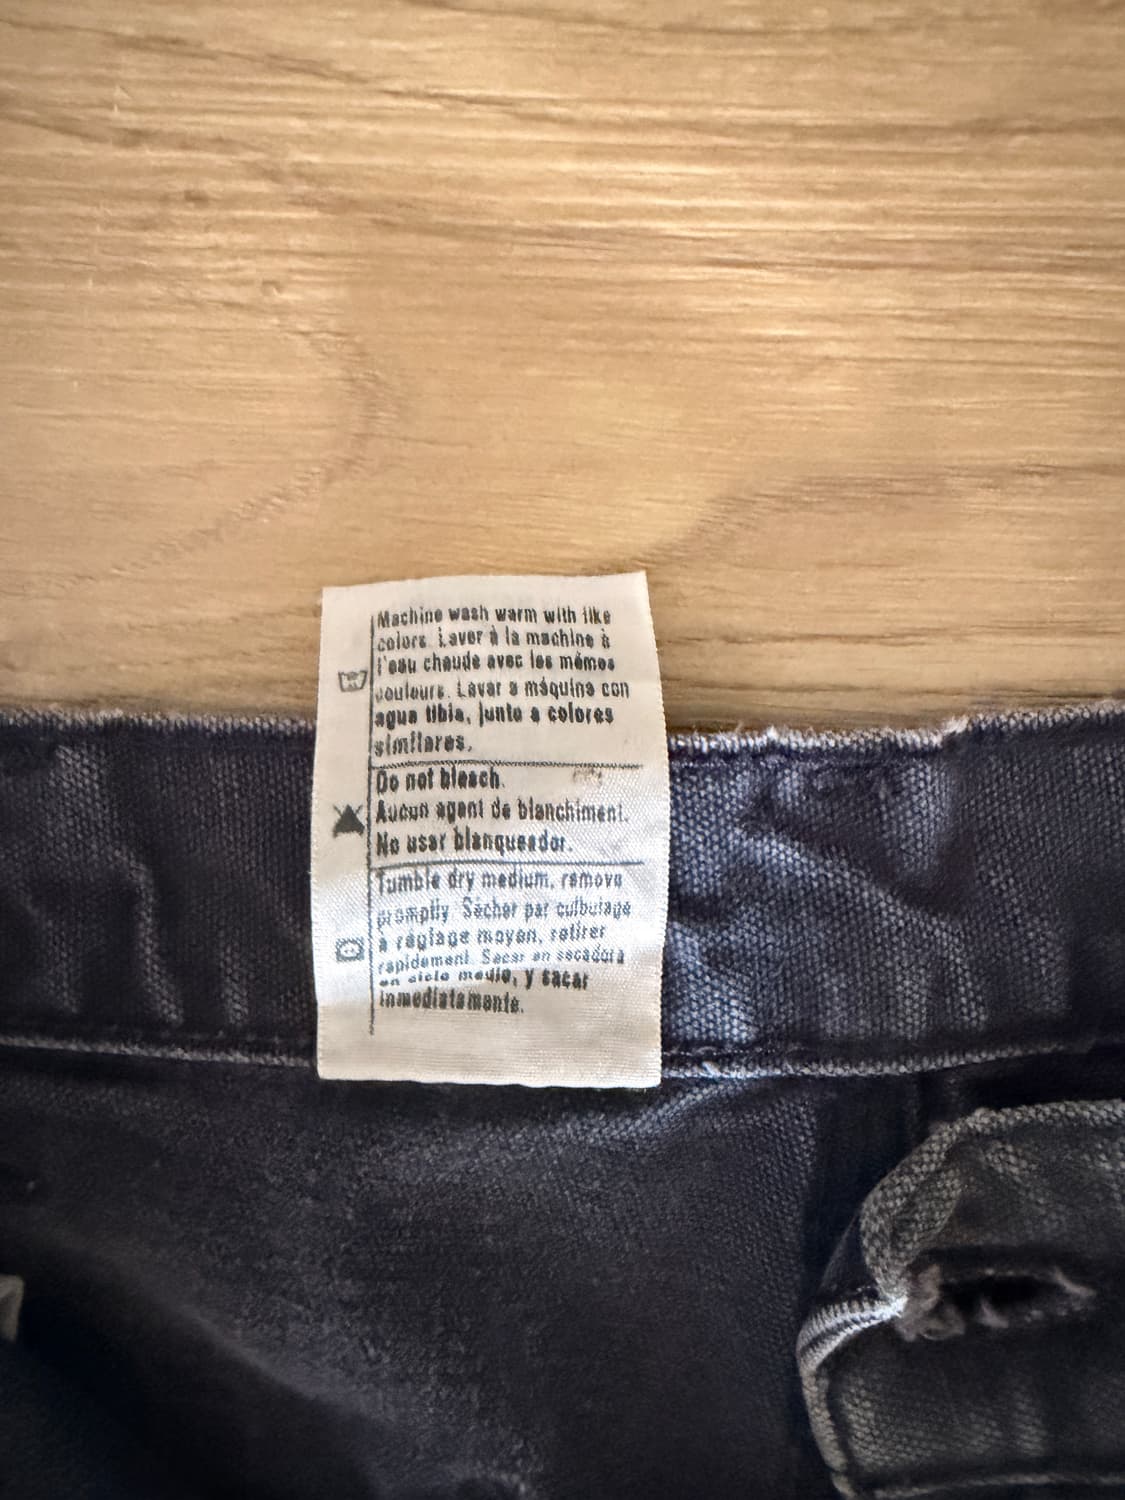 Machine wash warm with like
colors. Laver à la machine à
l'eau chaude avec les mêmes
couleurs. Lavar a máquina con
agua tibia, junto a colores
similares.
Do not bleach.
Aucun agent de blanchiment.
No usar blanqueador.
Tumble dry medium, remove
promptly. Sécher par culbutage
à réglage moyen, retirer
rapidement. Sacar en secadora
en ciclo medio, y sacar
inmediatamente.